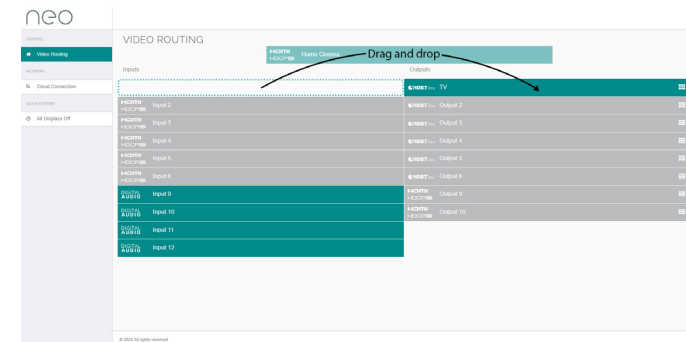 neo
CONTROL
Video Routing
NETWORK
Cloud Connection
QUICK ACTIONS
All Displays Off
VIDEO ROUTING
HDMI
HDCP
Home Cinema
Drag and drop
Inputs
Outputs
HDBT TV
HDMI HDCP Input 2
HDBT Output 2
HDMI HDCP Input 3
HDBT Output 3
HDMI HDCP Input 4
HDBT Output 4
HDMI HDCP Input 5
HDBT Output 5
HDMI HDCP Input 6
HDBT Output 6
DIGITAL AUDIO Input 9
HDMI HDCP Output 9
DIGITAL AUDIO Input 10
HDMI HDCP Output 10
DIGITAL AUDIO Input 11
DIGITAL AUDIO Input 12
© 2022 All rights reserved